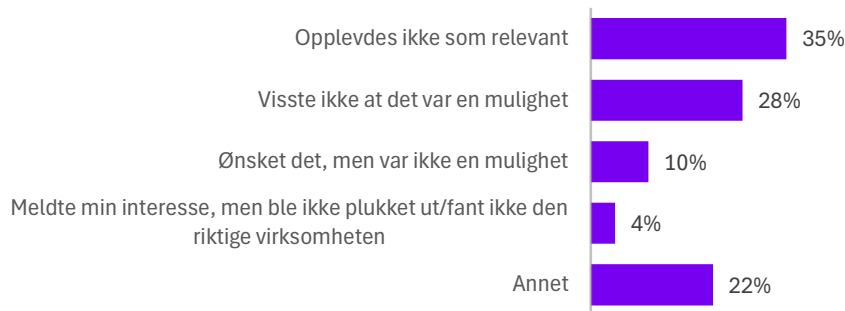 Opplevdes ikke som relevant 35%
Visste ikke at det var en mulighet 28%
Ønsket det, men var ikke en mulighet 10%
Meldte min interesse, men ble ikke plukket ut/fant ikke den
riktige virksomheten 4%
Annet 22%